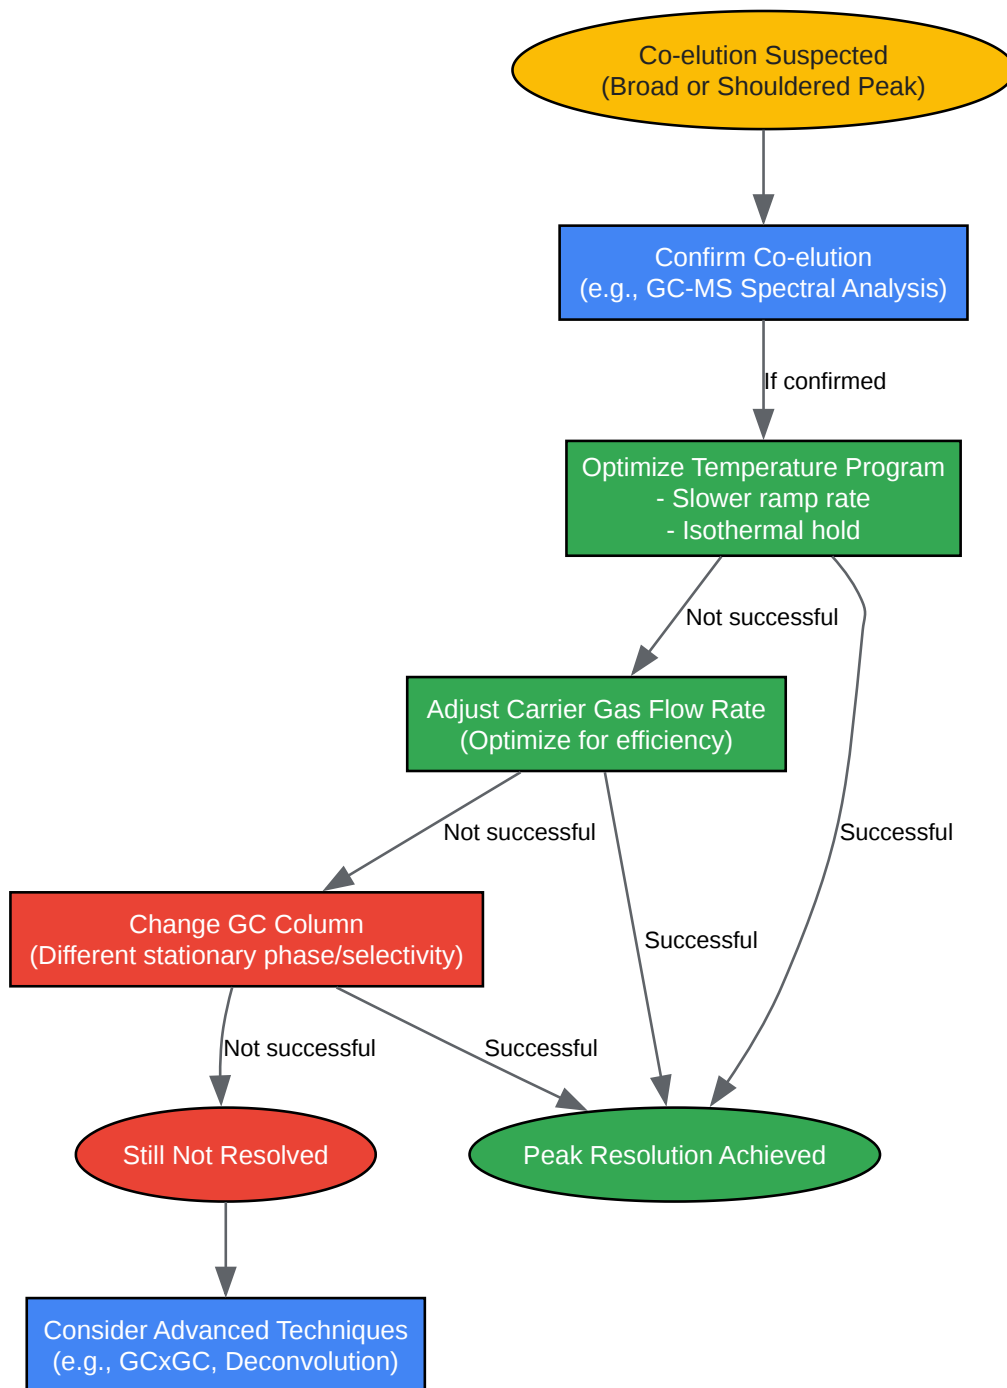 Co-elution Suspected
(Broad or Shouldered Peak)
Confirm Co-elution
(e.g., GC-MS Spectral Analysis)
If confirmed
Optimize Temperature Program
- Slower ramp rate
- Isothermal hold
Not successful
Adjust Carrier Gas Flow Rate
(Optimize for efficiency)
Not successful
Successful
Change GC Column
(Different stationary phase/selectivity)
Successful
Not successful
Successful
Still Not Resolved
Peak Resolution Achieved
Consider Advanced Techniques
(e.g., GCxGC, Deconvolution)